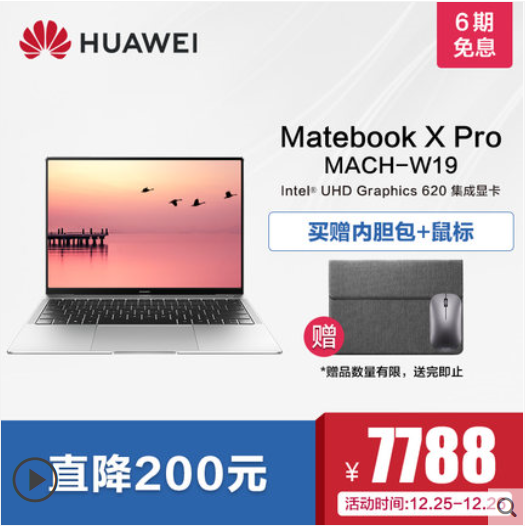 HUAWEI
6期
免息
Matebook X Pro
MACH-W19
Intel® UHD Graphics 620 集成显卡
买赠内胆包+鼠标
赠
*赠品数量有限，送完即止
直降200元
¥7788
活动时间:12.25-12.26